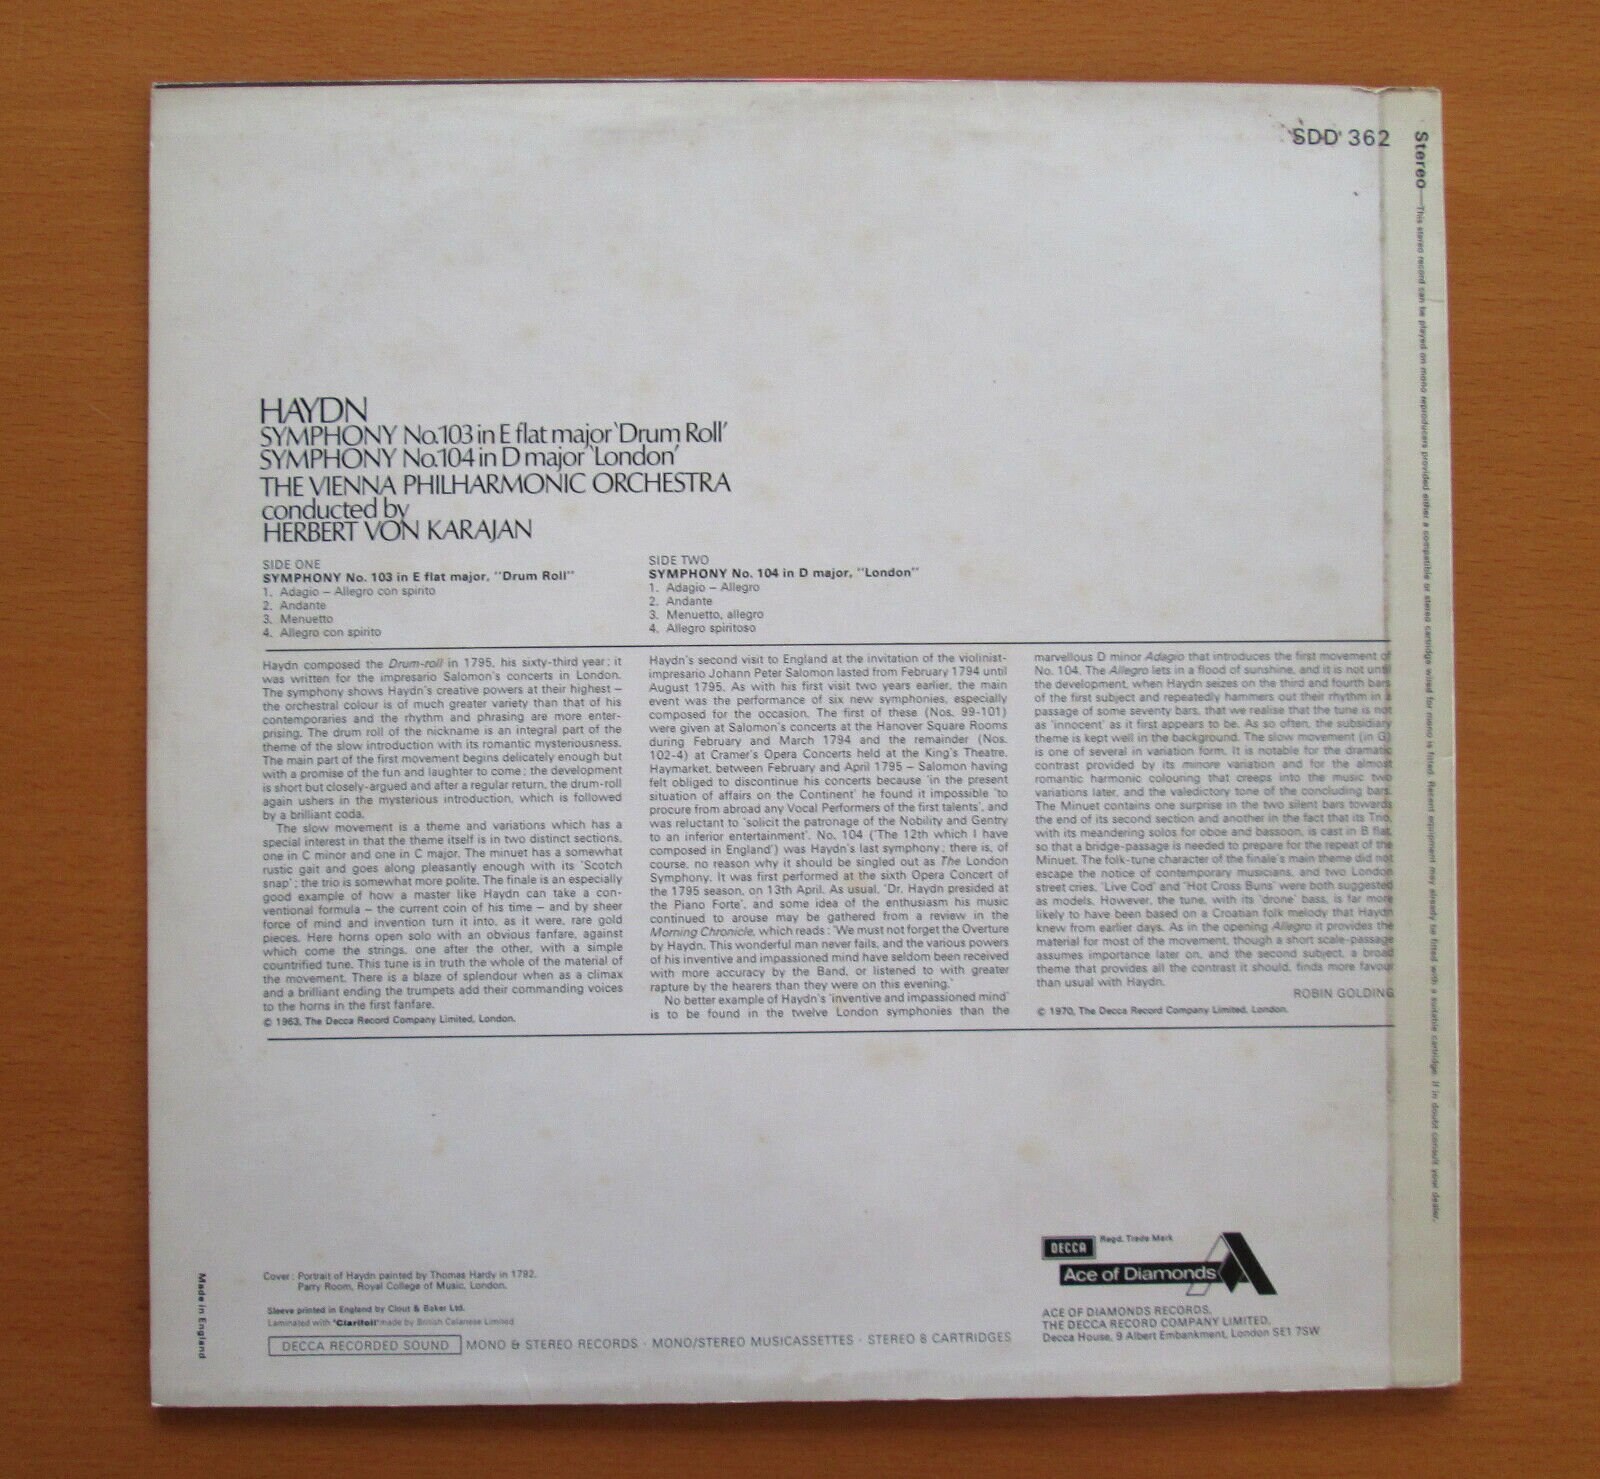 SDD 362
Stereo—This stereo record can be played on mono reproducers provided either a compatible or stereo cartridge wired for mono is fitted. Recent equipment may already be fitted with a suitable cartridge. If in doubt consult your dealer.
HAYDN
SYMPHONY No.103 in E flat major 'Drum Roll'
SYMPHONY No.104 in D major 'London'
THE VIENNA PHILHARMONIC ORCHESTRA
conducted by
HERBERT VON KARAJAN
SIDE ONE
SYMPHONY No. 103 in E flat major, "Drum Roll"
1. Adagio – Allegro con spirito
2. Andante
3. Menuetto
4. Allegro con spirito
SIDE TWO
SYMPHONY No. 104 in D major, "London"
1. Adagio – Allegro
2. Andante
3. Menuetto, allegro
4. Allegro spiritoso
Haydn composed the Drum-roll in 1795, his sixty-third year; it
was written for the impresario Salomon's concerts in London.
The symphony shows Haydn's creative powers at their highest –
the orchestral colour is of much greater variety than that of his
contemporaries and the rhythm and phrasing are more enter-
prising. The drum roll of the nickname is an integral part of the
theme of the slow introduction with its romantic mysteriousness.
The main part of the first movement begins delicately enough but
with a promise of the fun and laughter to come; the development
is short but closely-argued and after a regular return, the drum-roll
again ushers in the mysterious introduction, which is followed
by a brilliant coda.
The slow movement is a theme and variations which has a
special interest in that the theme itself is in two distinct sections,
one in C minor and one in C major. The minuet has a somewhat
rustic gait and goes along pleasantly enough with its 'Scotch
snap'; the trio is somewhat more polite. The finale is an especially
good example of how a master like Haydn can take a con-
ventional formula – the current coin of his time – and by sheer
force of mind and invention turn it into, as it were, rare gold
pieces. Here horns open solo with an obvious fanfare, against
which come the strings, one after the other, with a simple
countrified tune. This tune is in truth the whole of the material of
the movement. There is a blaze of splendour when as a climax
and a brilliant ending the trumpets add their commanding voices
to the horns in the first fanfare.
© 1963, The Decca Record Company Limited, London.
Haydn's second visit to England at the invitation of the violinist-
impresario Johann Peter Salomon lasted from February 1794 until
August 1795. As with his first visit two years earlier, the main
event was the performance of six new symphonies, especially
composed for the occasion. The first of these (Nos. 99-101)
were given at Salomon's concerts at the Hanover Square Rooms
during February and March 1794 and the remainder (Nos.
102-4) at Cramer's Opera Concerts held at the King's Theatre,
Haymarket, between February and April 1795 – Salomon having
felt obliged to discontinue his concerts because 'in the present
situation of affairs on the Continent' he found it impossible 'to
procure from abroad any Vocal Performers of the first talents', and
was reluctant to 'solicit the patronage of the Nobility and Gentry
to an inferior entertainment'. No. 104 ('The 12th which I have
composed in England') was Haydn's last symphony; there is, of
course, no reason why it should be singled out as The London
Symphony. It was first performed at the sixth Opera Concert of
the 1795 season, on 13th April. As usual, 'Dr. Haydn presided at
the Piano Forte', and some idea of the enthusiasm his music
continued to arouse may be gathered from a review in the
Morning Chronicle, which reads: 'We must not forget the Overture
by Haydn. This wonderful man never fails, and the various powers
of his inventive and impassioned mind have seldom been received
with more accuracy by the Band, or listened to with greater
rapture by the hearers than they were on this evening.'
No better example of Haydn's 'inventive and impassioned mind'
is to be found in the twelve London symphonies than the
marvellous D minor Adagio that introduces the first movement of
No. 104. The Allegro lets in a flood of sunshine, and it is not until
the development, when Haydn seizes on the third and fourth bars
of the first subject and repeatedly hammers out their rhythm in a
passage of some seventy bars, that we realise that the tune is not
as 'innocent' as it first appears to be. As so often, the subsidiary
theme is kept well in the background. The slow movement (in G)
is one of several in variation form. It is notable for the dramatic
contrast provided by its minore variation and for the almost
romantic harmonic colouring that creeps into the music two
variations later, and the valedictory tone of the concluding bars.
The Minuet contains one surprise in the two silent bars towards
the end of its second section and another in the fact that its Trio,
with its meandering solos for oboe and bassoon, is cast in B flat,
so that a bridge-passage is needed to prepare for the repeat of the
Minuet. The folk-tune character of the finale's main theme did not
escape the notice of contemporary musicians, and two London
street cries, 'Live Cod' and 'Hot Cross Buns' were both suggested
as models. However, the tune, with its 'drone' bass, is far more
likely to have been based on a Croatian folk melody that Haydn
knew from earlier days. As in the opening Allegro it provides the
material for most of the movement, though a short scale-passage
assumes importance later on, and the second subject, a broad
theme that provides all the contrast it should, finds more favour
than usual with Haydn.
ROBIN GOLDING
© 1970, The Decca Record Company Limited, London.
Made in England
Cover: Portrait of Haydn painted by Thomas Hardy in 1792.
Parry Room, Royal College of Music, London.
Sleeve printed in England by Clout & Baker Ltd.
Laminated with "Clarifoil" made by British Celanese Limited
DECCA RECORDED SOUND MONO & STEREO RECORDS · MONO/STEREO MUSICASSETTES · STEREO 8 CARTRIDGES
DECCA Regd. Trade Mark
Ace of Diamonds
ACE OF DIAMONDS RECORDS,
THE DECCA RECORD COMPANY LIMITED,
Decca House, 9 Albert Embankment, London SE1 7SW